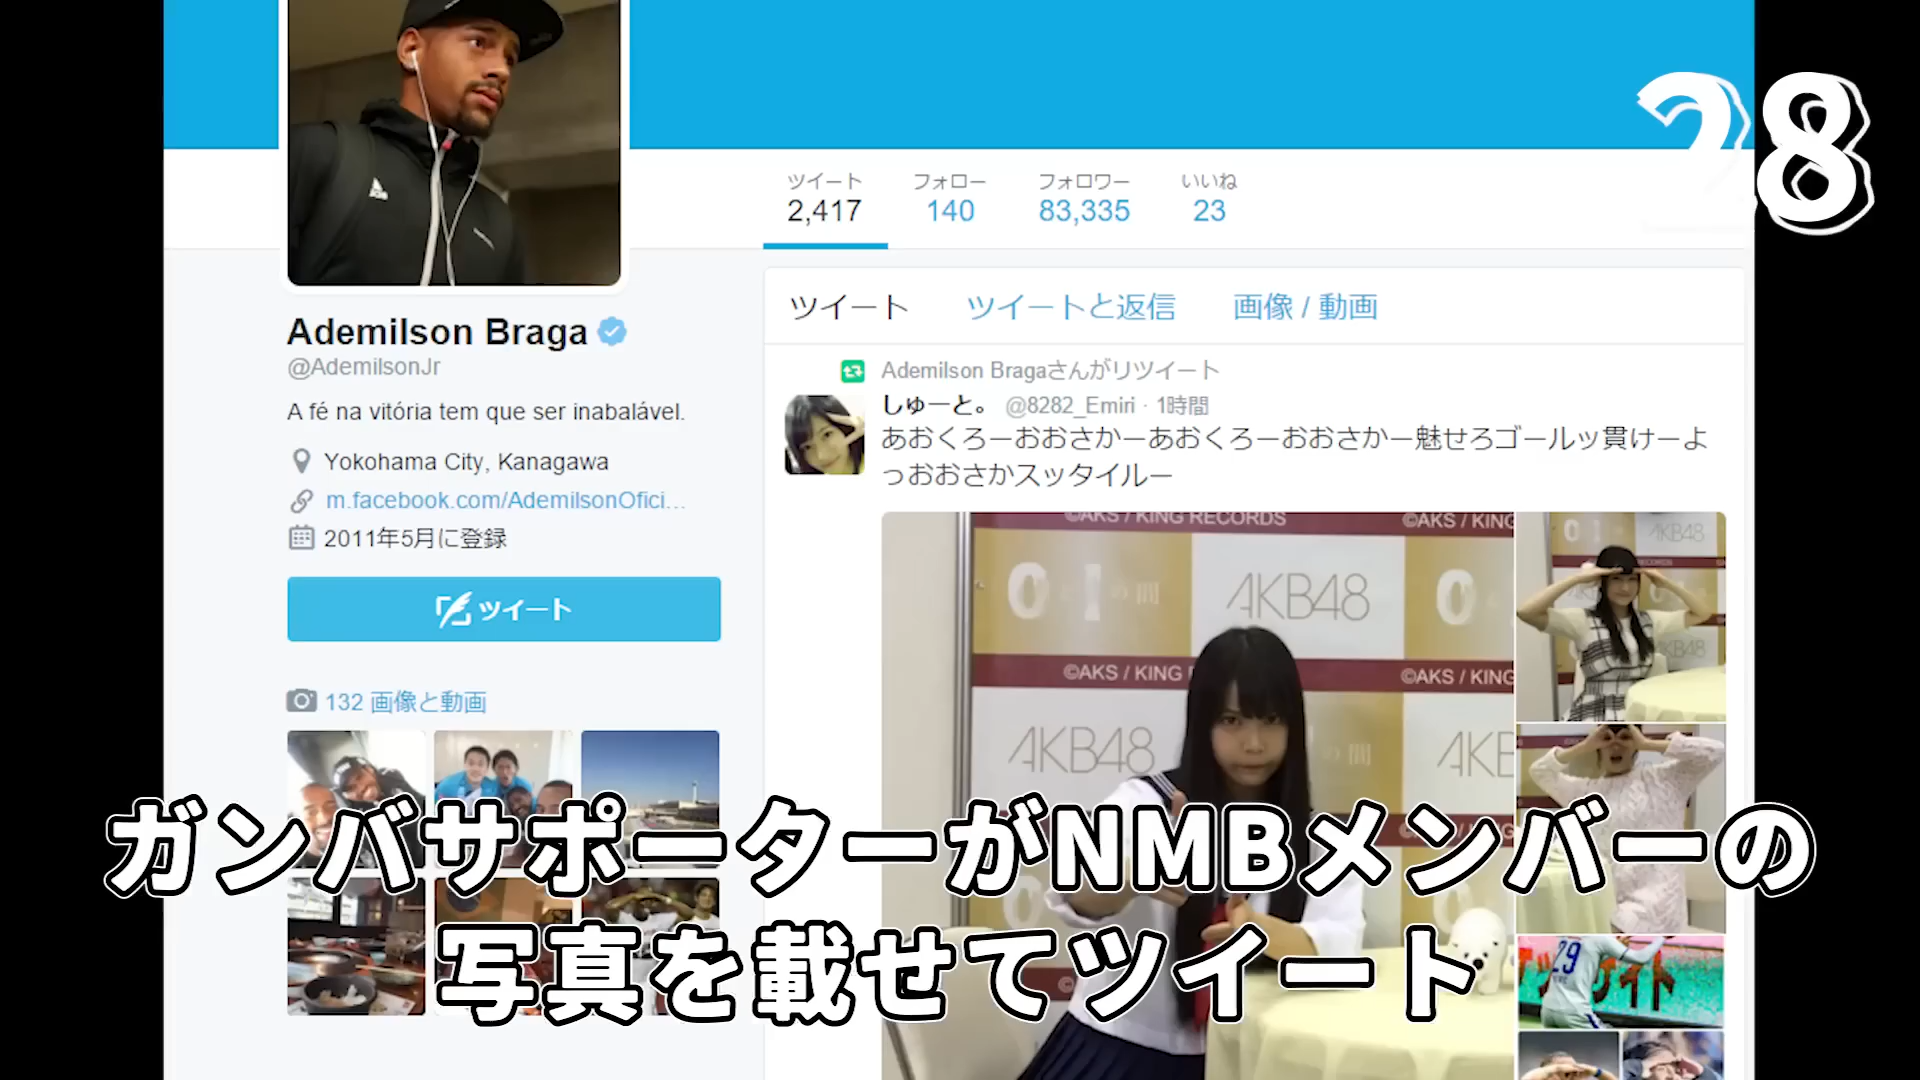 28
ツイート フォロー フォロワー いいね
2,417 140 83,335 23
Ademilson Braga
@AdemilsonJr
A fé na vitória tem que ser inabalável.
Yokohama City, Kanagawa
m.facebook.com/AdemilsonOfici...
2011年5月に登録
ツイート
132 画像と動画
ツイート ツイートと返信 画像 / 動画
Ademilson Bragaさんがリツイート
しゅーと。 @8282_Emiri · 1時間
あおくろーおおさかーあおくろーおおさかー魅せろゴールッ貫けーよ
っおおさかスッタイルー
©AKS / KING RECORDS ©AKS / KING
AKB48
©AKS / KING ©AKS / KING
AKB48
AKB48
AKB48
29
ガンバサポーターがNMBメンバーの
写真を載せてツイート